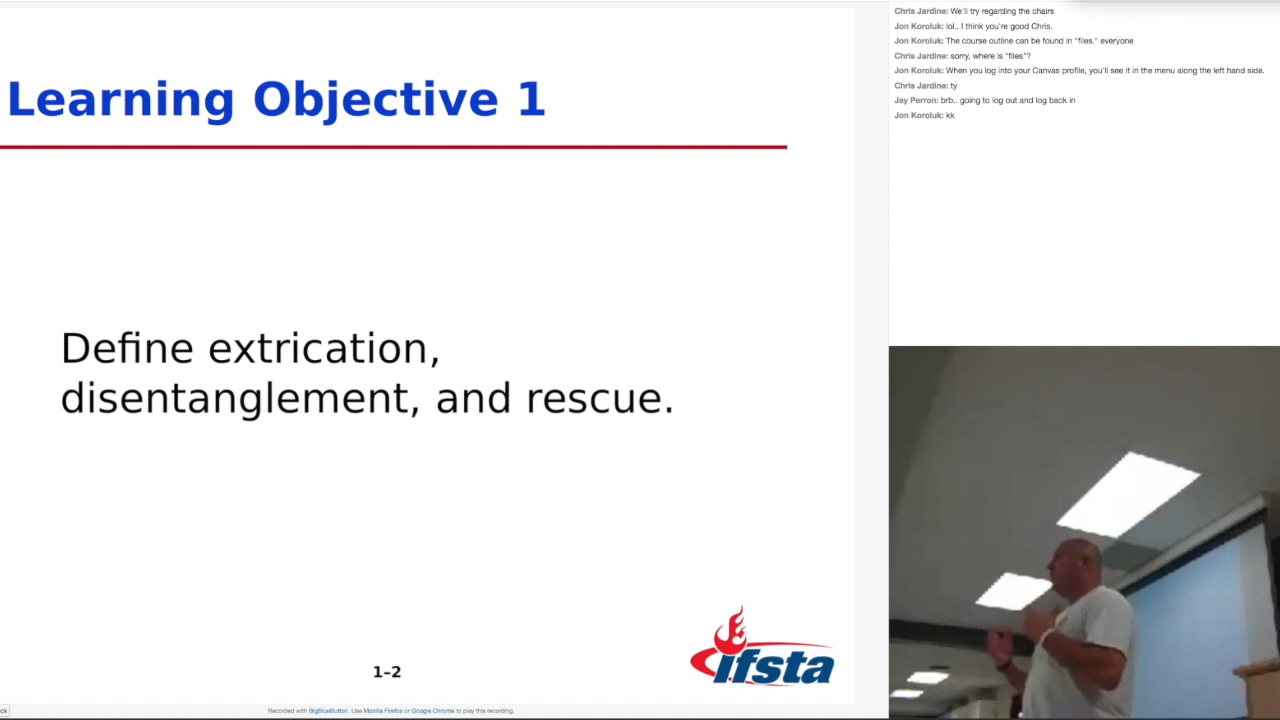 Learning Objective 1
Define extrication,
disentanglement, and rescue.
1–2
ifsta
ck
Recorded with BigBlueButton. Use Mozilla Firefox or Google Chrome to play this recording.
Chris Jardine: We'll try regarding the chairs
Jon Koroluk: lol.. I think you're good Chris.
Jon Koroluk: The course outline can be found in "files." everyone
Chris Jardine: sorry, where is "files"?
Jon Koroluk: When you log into your Canvas profile, you'll see it in the menu along the left hand side.
Chris Jardine: ty
Jay Perron: brb.. going to log out and log back in
Jon Koroluk: kk